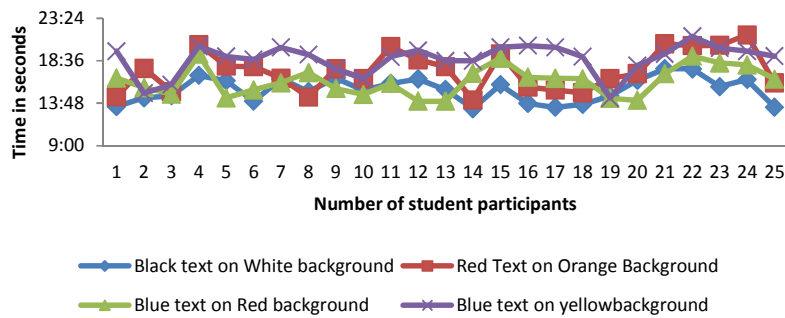 23:24
18:36
13:48
9:00
Time in seconds
1 2 3 4 5 6 7 8 9 10 11 12 13 14 15 16 17 18 19 20 21 22 23 24 25
Number of student participants
Black text on White background Red Text on Orange Background
Blue text on Red background Blue text on yellowbackground